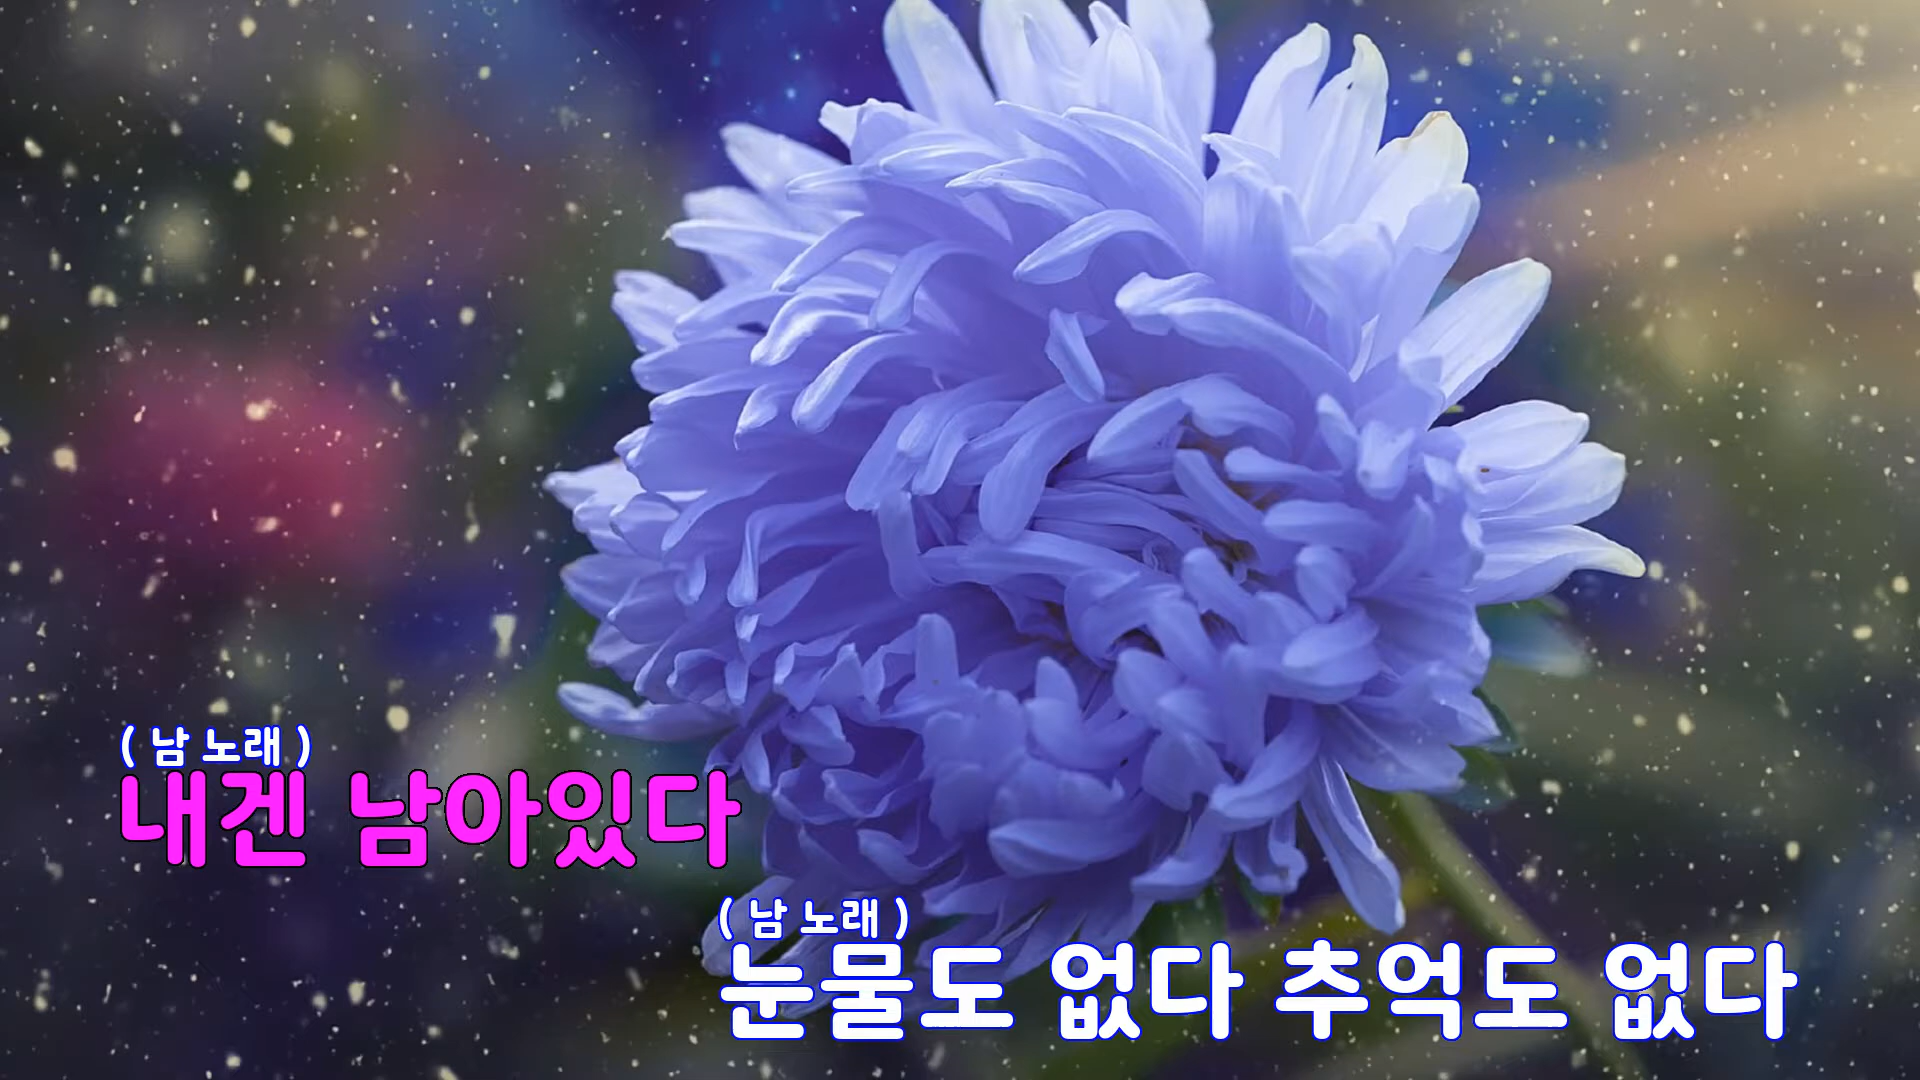 ( 남 노래 )
내겐 남아있다
( 남 노래 )
눈물도 없다 추억도 없다